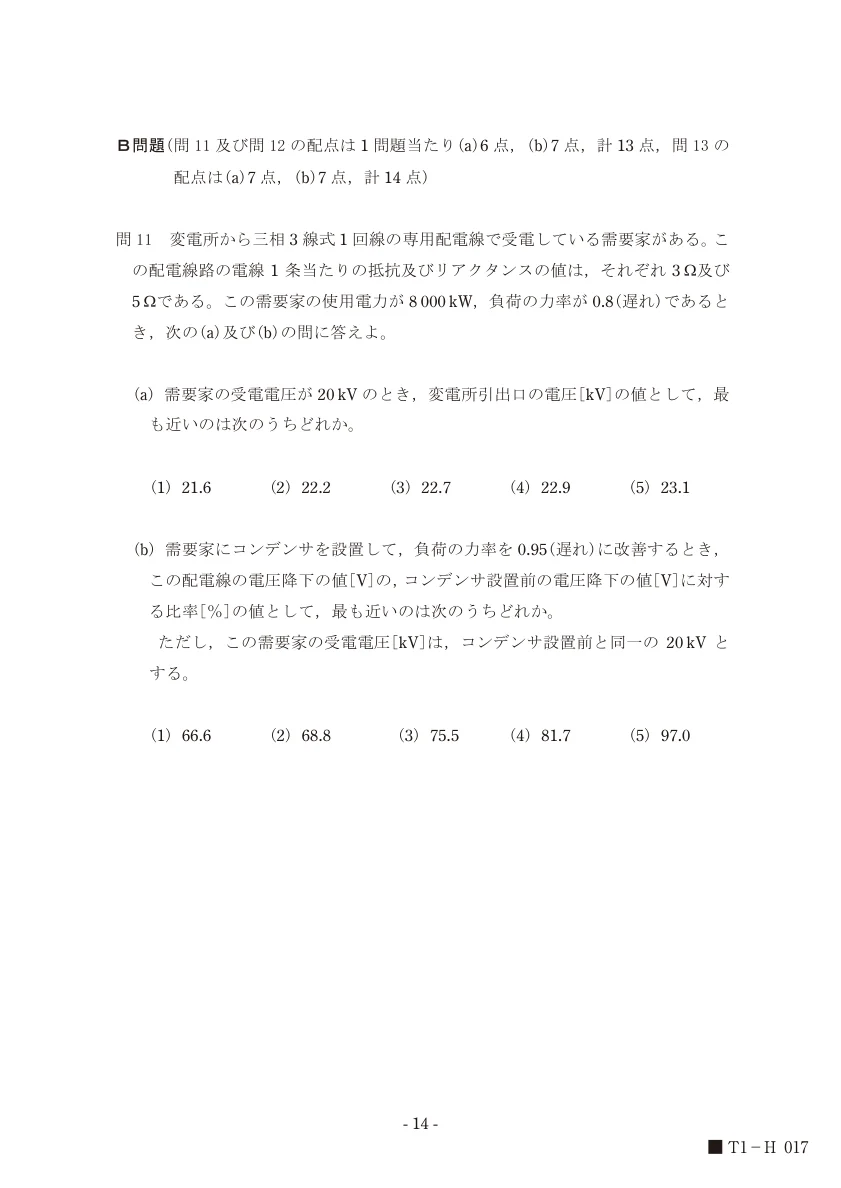 B問題(問 11 及び問 12 の配点は 1 問題当たり(a)6 点,(b)7 点,計 13 点,問 13 の
配点は(a)7 点,(b)7 点,計 14 点)
問 11 変電所から三相 3 線式 1 回線の専用配電線で受電している需要家がある。こ
の配電線路の電線 1 条当たりの抵抗及びリアクタンスの値は,それぞれ 3 Ω及び
5 Ωである。この需要家の使用電力が 8 000 kW,負荷の力率が 0.8(遅れ)であると
き,次の(a)及び(b)の問に答えよ。
(a) 需要家の受電電圧が 20 kV のとき,変電所引出口の電圧[kV]の値として,最
も近いのは次のうちどれか。
(1) 21.6 (2) 22.2 (3) 22.7 (4) 22.9 (5) 23.1
(b) 需要家にコンデンサを設置して,負荷の力率を 0.95(遅れ)に改善するとき,
この配電線の電圧降下の値[V]の,コンデンサ設置前の電圧降下の値[V]に対す
る比率[%]の値として,最も近いのは次のうちどれか。
ただし,この需要家の受電電圧[kV]は,コンデンサ設置前と同一の 20 kV と
する。
(1) 66.6 (2) 68.8 (3) 75.5 (4) 81.7 (5) 97.0
- 14 -
■ T1−H 017